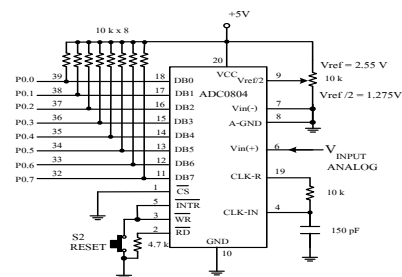 +5V
10 k x 8
20
VCC
Vref/2
9
Vref = 2.55 V
10 k
Vref /2 = 1.275V
ADC0804
P0.0 39 18 DB0
P0.1 38 17 DB1
P0.2 37 16 DB2
P0.3 36 15 DB3
P0.4 35 14 DB4
P0.5 34 13 DB5
P0.6 33 12 DB6
P0.7 32 11 DB7
Vin(-) 7
A-GND 8
Vin(+) 6 VINPUT
ANALOG
CLK-R 19
10 k
CLK-IN 4
150 pF
1 CS
5 INTR
3 WR
2 RD
S2
RESET
4.7 k
GND
10